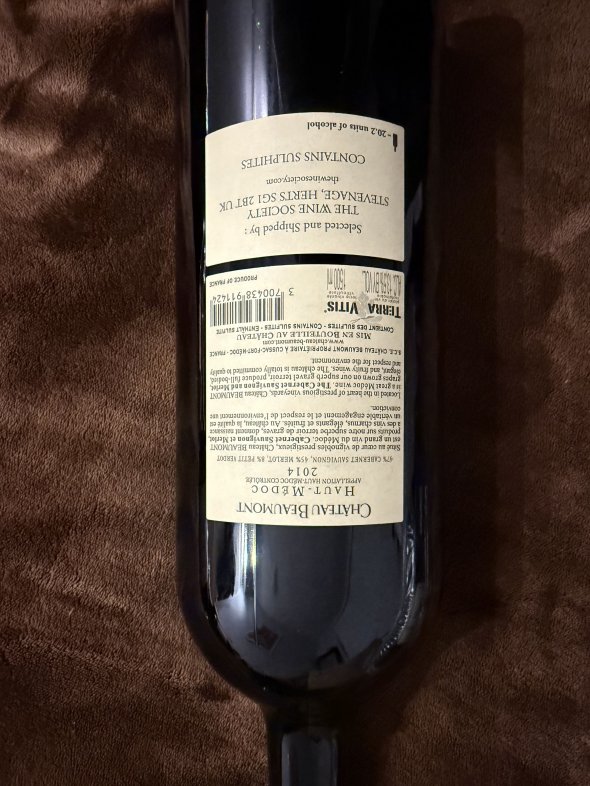 CHÂTEAU BEAUMONT
HAUT-MÉDOC
APPELLATION HAUT-MÉDOC CONTRÔLÉE
2014
47% CABERNET SAUVIGNON, 45% MERLOT, 8% PETIT VERDOT
Situé au cœur de vignobles prestigieux, Château BEAUMONT
est un grand vin du Médoc. Cabernet Sauvignon et Merlot,
produits sur notre superbe terroir de graves, donnent naissance
à des vins charnus, élégants et fruités. Au château, la qualité est
un véritable engagement et le respect de l'environnement une
conviction.
Located in the heart of prestigious vineyards, Château BEAUMONT
is a great Médoc wine. The Cabernet Sauvignon and Merlot,
grapes grown on our superb gravel terroir, produce full-bodied,
elegant, and fruity wines. The château is totally committed quality
and respect for the environment.
www.chateau-beaumont.com
S.C.E. CHÂTEAU BEAUMONT PROPRIÉTAIRE À CUSSAC-FORT-MÉDOC - FRANCE
MIS EN BOUTEILLE AU CHÂTEAU
CONTIENT DES SULFITES - CONTAINS SULPHITES - ENTHÄLT SULFITE
TERRA VITIS
ALC. 13.5% BY VOL.
1500 ml
3 700438 911424
PRODUCE OF FRANCE
Selected and Shipped by :
THE WINE SOCIETY
STEVENAGE, HERTS SG1 2BT UK
thewinesociety.com
CONTAINS SULPHITES
= 20.2 units of alcohol